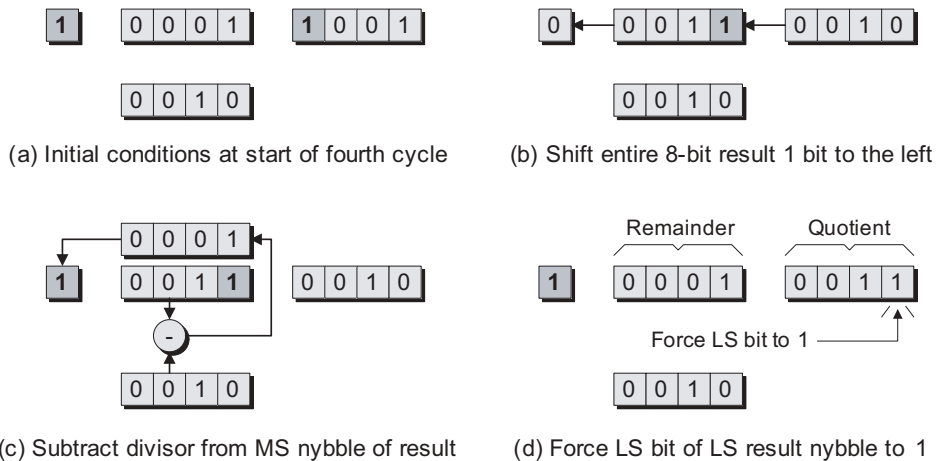 1 0 0 0 1 1 0 0 1
0 0 1 0
(a) Initial conditions at start of fourth cycle
0 0 0 1 1 0 0 1 0
0 0 1 0
(b) Shift entire 8-bit result 1 bit to the left
0 0 0 1
1 0 0 1 1 0 0 1 0
-
0 0 1 0
(c) Subtract divisor from MS nybble of result
Remainder Quotient
1 0 0 0 1 0 0 1 1
Force LS bit to 1
0 0 1 0
(d) Force LS bit of LS result nybble to 1